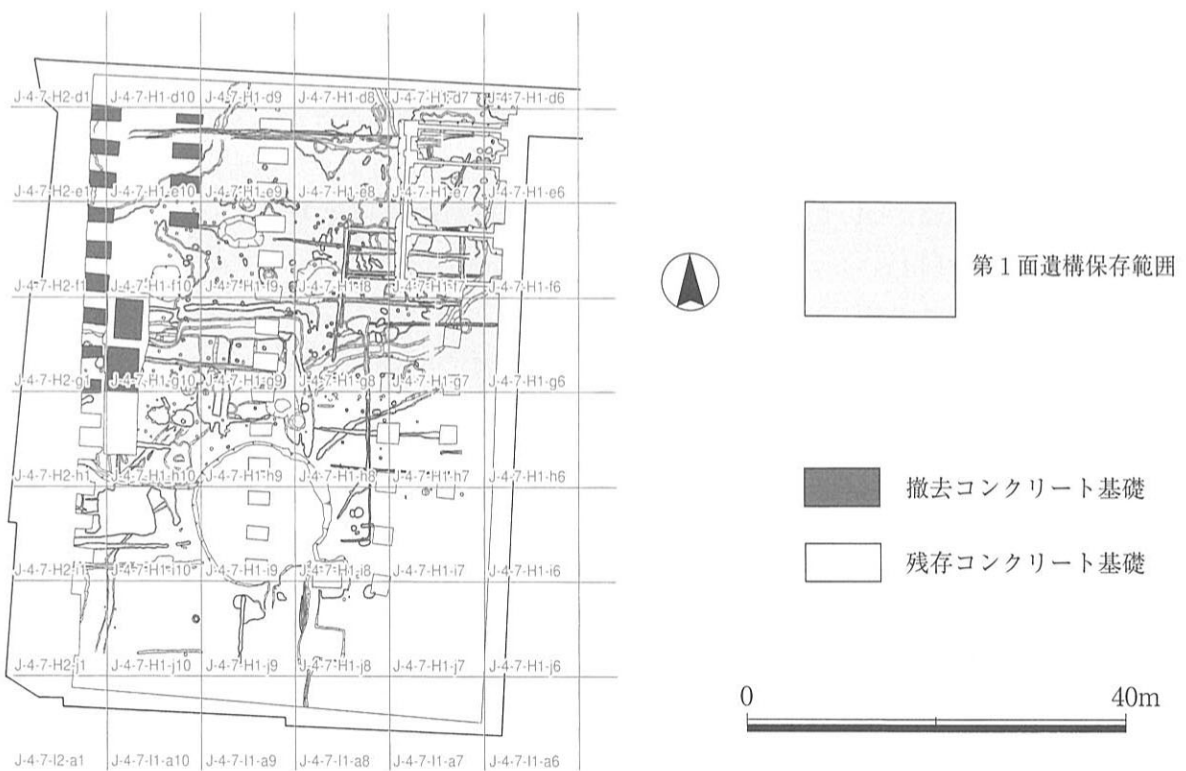 J-4-7-H2-d1 J-4-7-H1-d10 J-4-7-H1-d9 J-4-7-H1-d8 J-4-7-H1-d7 J-4-7-H1-d6
J-4-7-H2-e1 J-4-7-H1-e10 J-4-7-H1-e9 J-4-7-H1-e8 J-4-7-H1-e7 J-4-7-H1-e6
J-4-7-H2-f1 J-4-7-H1-f10 J-4-7-H1-f9 J-4-7-H1-f8 J-4-7-H1-f7 J-4-7-H1-f6
J-4-7-H2-g1 J-4-7-H1-g10 J-4-7-H1-g9 J-4-7-H1-g8 J-4-7-H1-g7 J-4-7-H1-g6
J-4-7-H2-h1 J-4-7-H1-h10 J-4-7-H1-h9 J-4-7-H1-h8 J-4-7-H1-h7 J-4-7-H1-h6
J-4-7-H2-i1 J-4-7-H1-i10 J-4-7-H1-i9 J-4-7-H1-i8 J-4-7-H1-i7 J-4-7-H1-i6
J-4-7-H2-j1 J-4-7-H1-j10 J-4-7-H1-j9 J-4-7-H1-j8 J-4-7-H1-j7 J-4-7-H1-j6
J-4-7-I2-a1 J-4-7-I1-a10 J-4-7-I1-a9 J-4-7-I1-a8 J-4-7-I1-a7 J-4-7-I1-a6
第1面遺構保存範囲
撤去コンクリート基礎
残存コンクリート基礎
0 40m